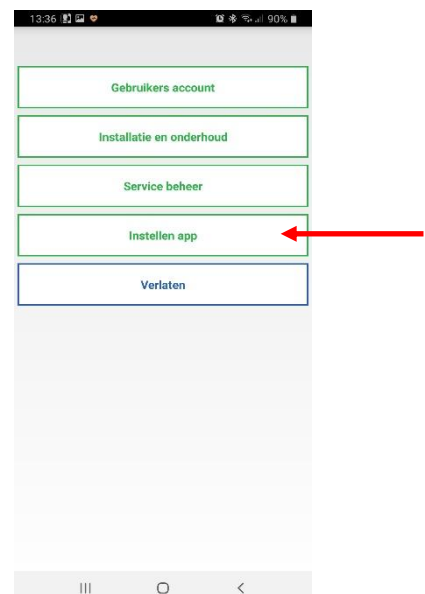 13:36 90%
Gebruikers account
Installatie en onderhoud
Service beheer
Instellen app
Verlaten